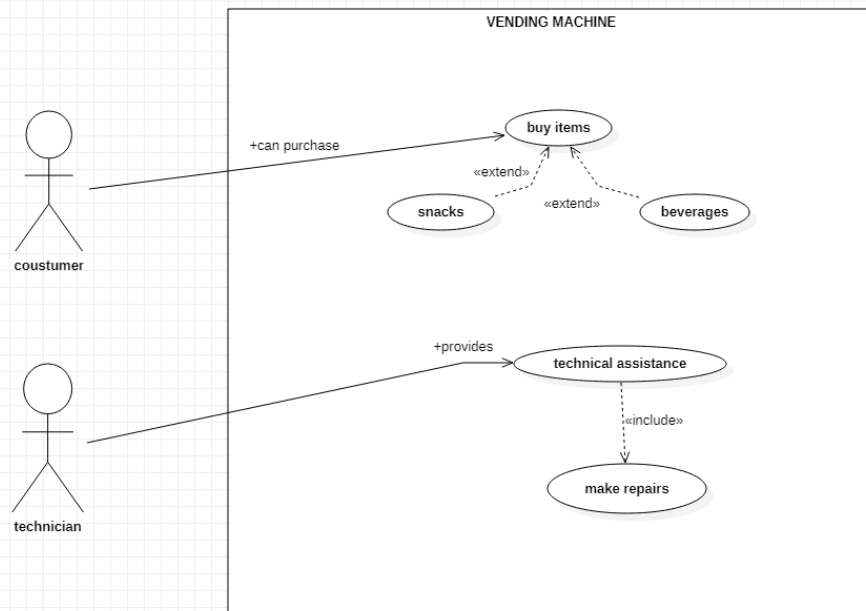 VENDING MACHINE
buy items
+can purchase
«extend»
«extend»
snacks
beverages
coustumer
+provides
technical assistance
«include»
make repairs
technician